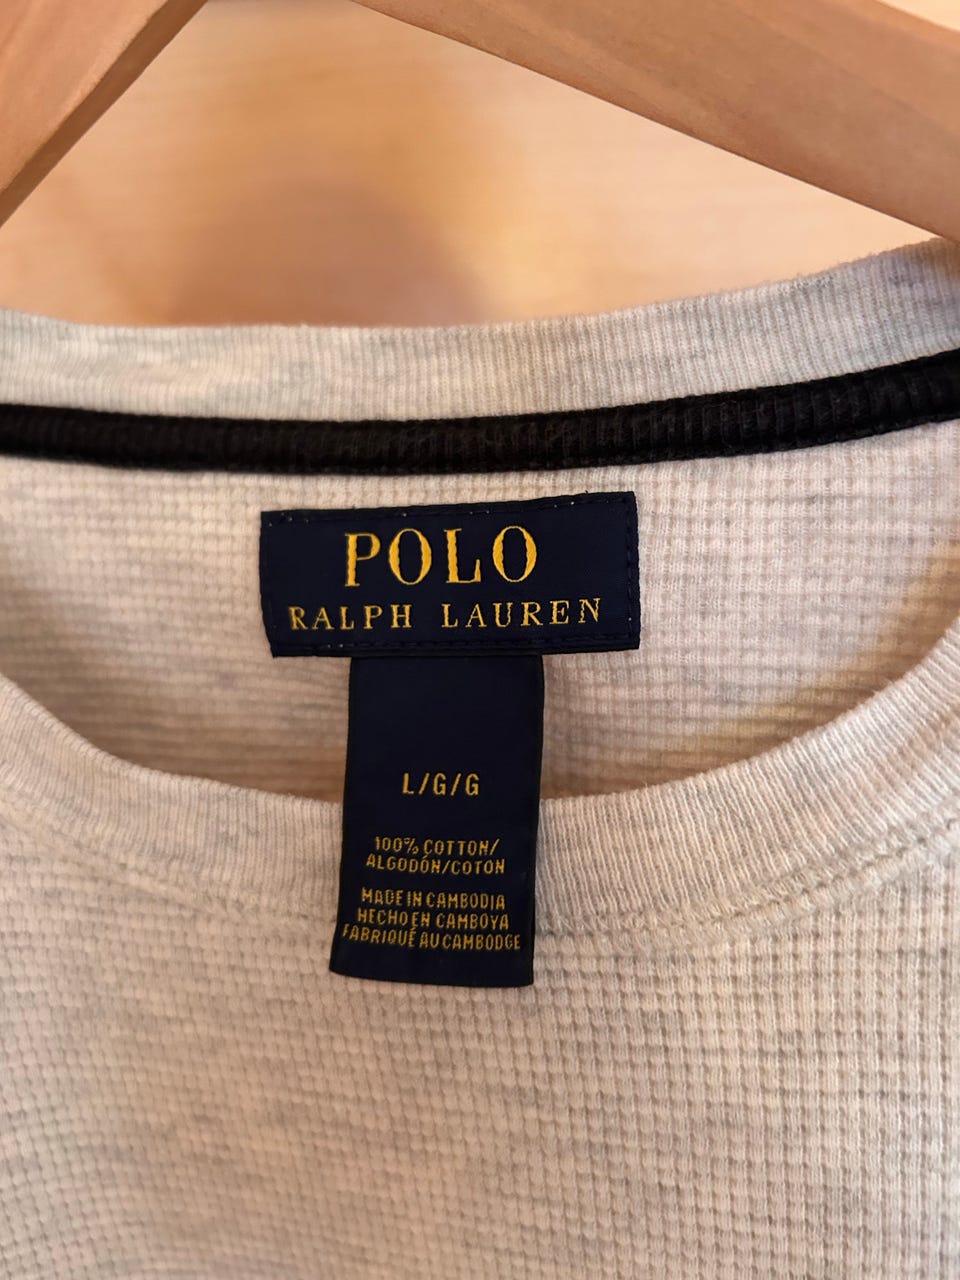 POLO
RALPH LAUREN
L/G/G
100% COTTON/
ALGODÓN/COTON
MADE IN CAMBODIA
HECHO EN CAMBOYA
FABRIQUÉ AU CAMBODGE